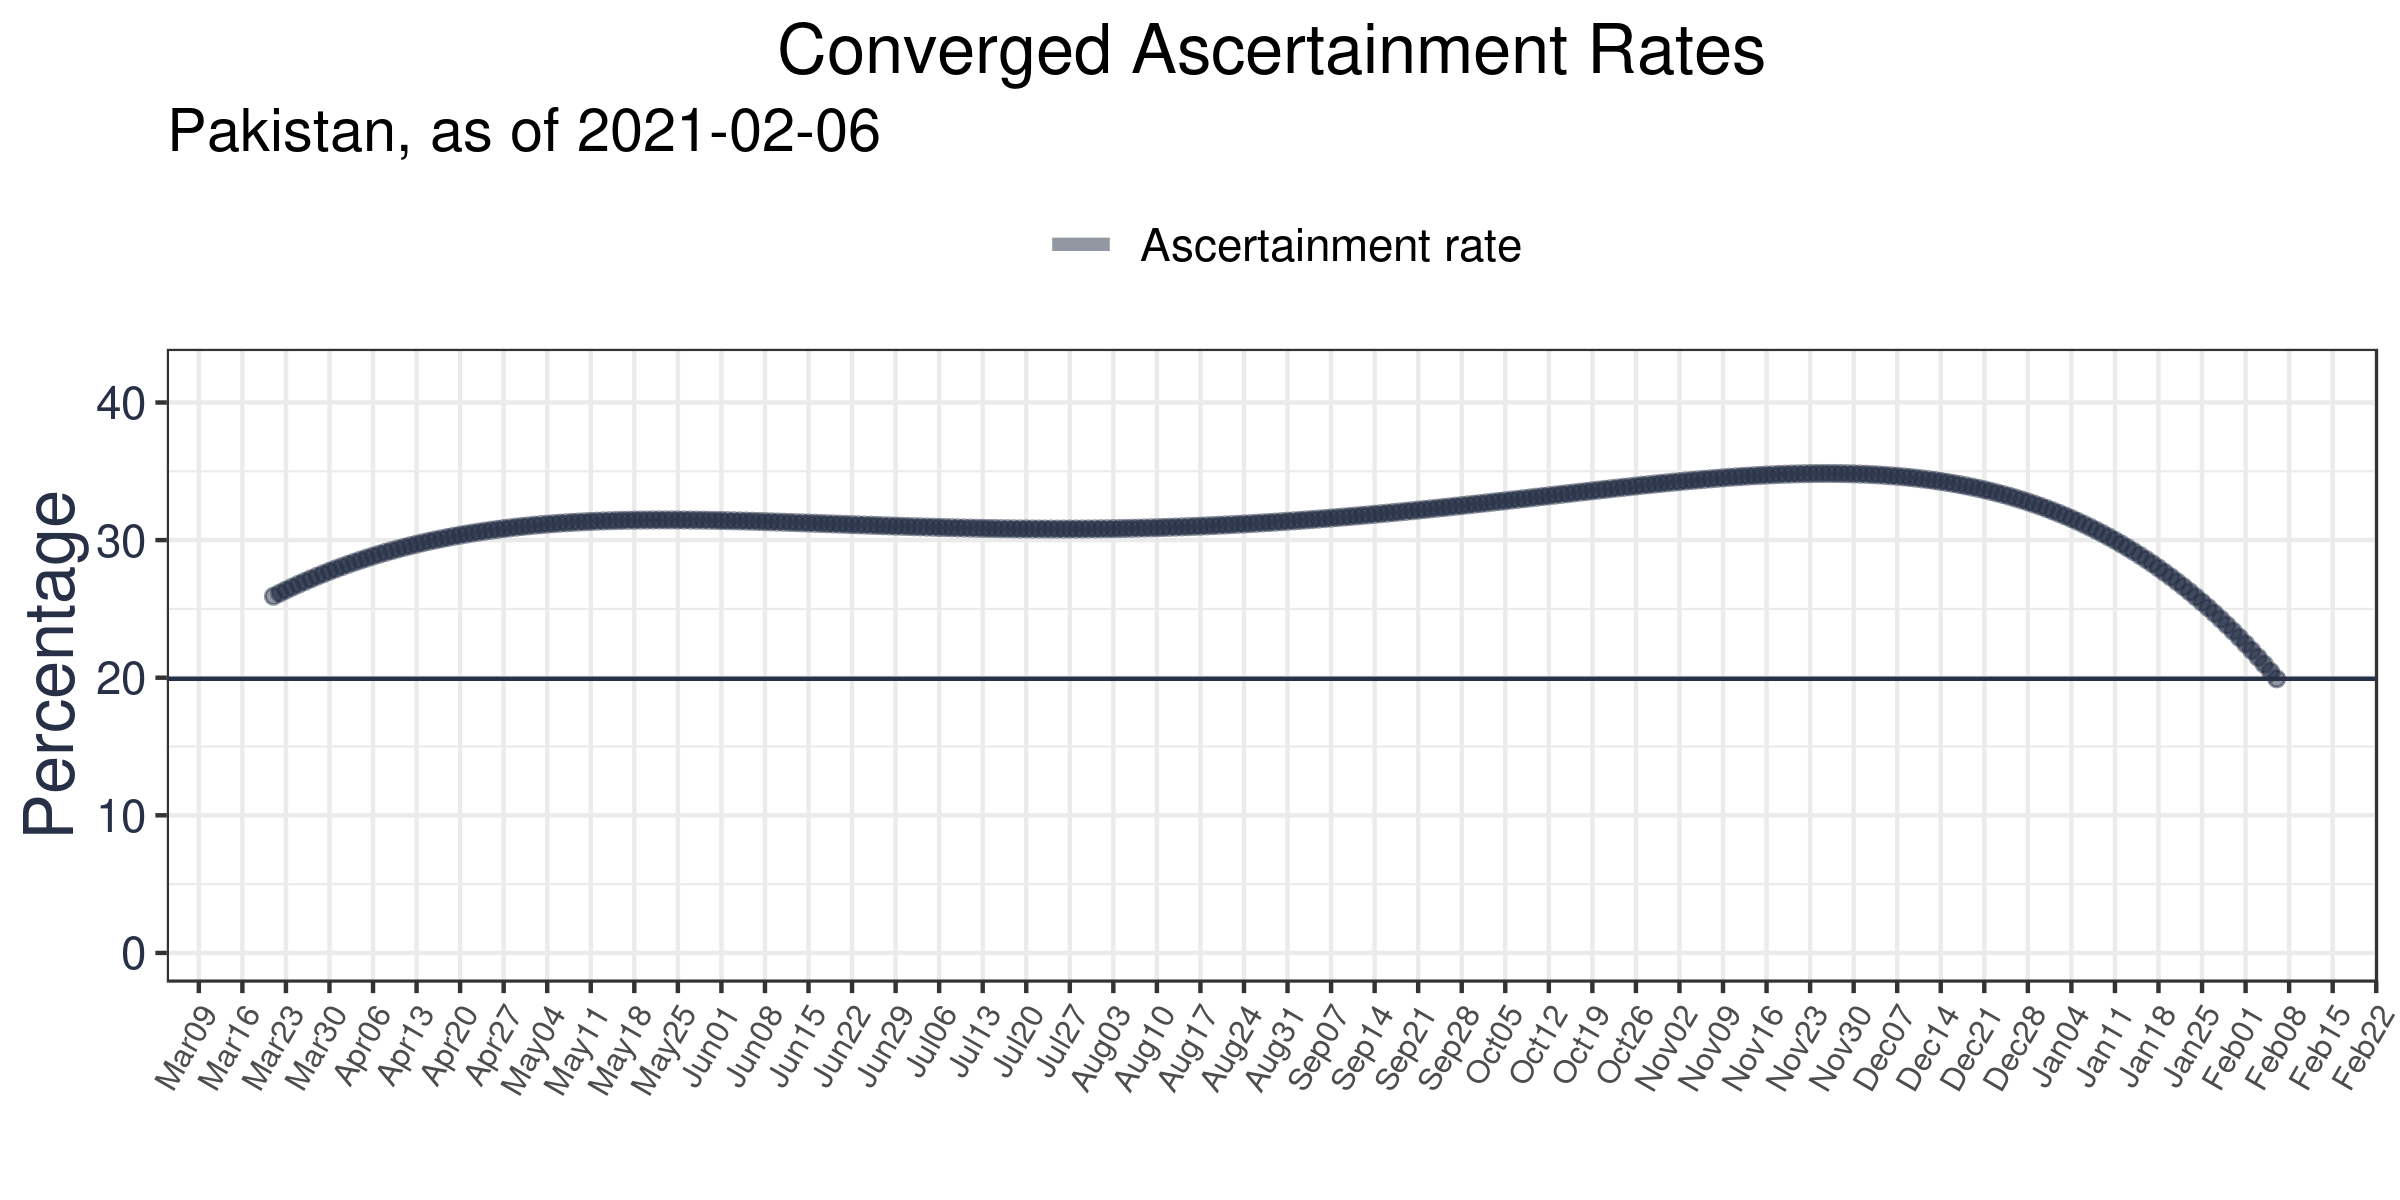 Converged Ascertainment Rates
Pakistan, as of 2021-02-06
Ascertainment rate
Percentage
40
30
20
10
0
Mar09 Mar16 Mar23 Mar30 Apr06 Apr13 Apr20 Apr27 May04 May11 May18 May25 Jun01 Jun08 Jun15 Jun22 Jun29 Jul06 Jul13 Jul20 Jul27 Aug03 Aug10 Aug17 Aug24 Aug31 Sep07 Sep14 Sep21 Sep28 Oct05 Oct12 Oct19 Oct26 Nov02 Nov09 Nov16 Nov23 Nov30 Dec07 Dec14 Dec21 Dec28 Jan04 Jan11 Jan18 Jan25 Feb01 Feb08 Feb15 Feb22